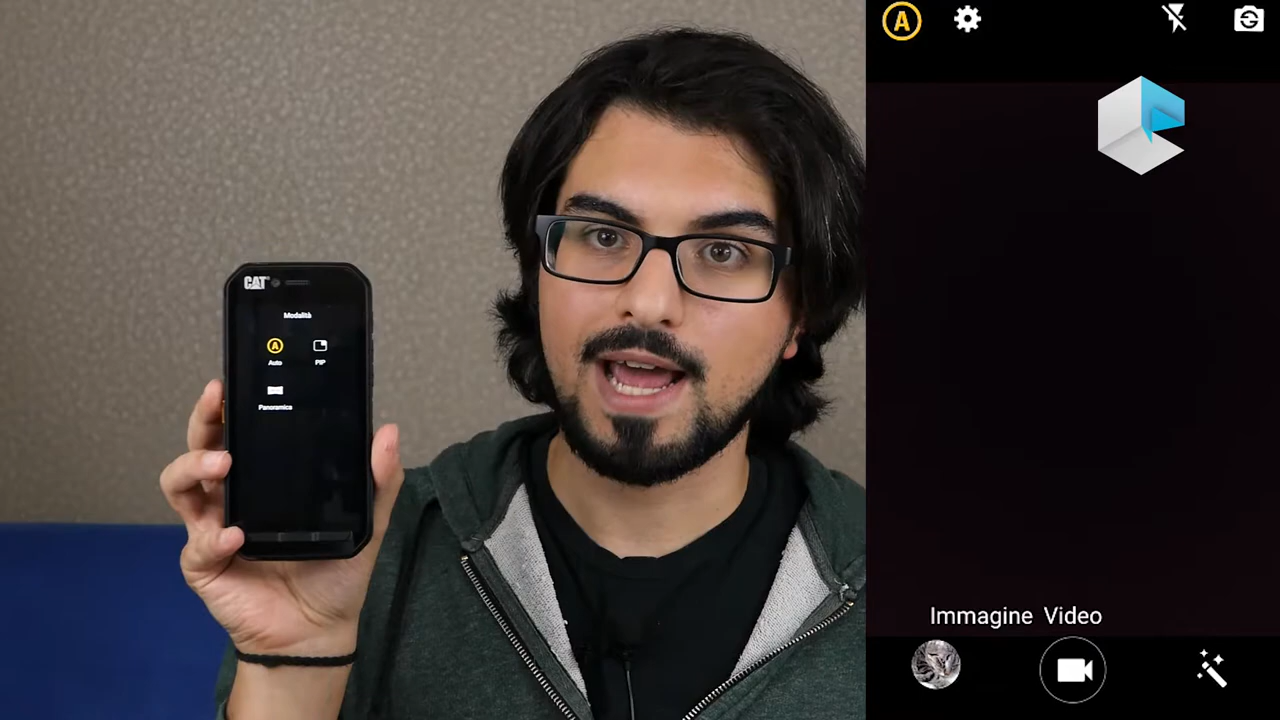 CAT
Modalità
A
Auto
PIP
Panoramica
A
Immagine Video